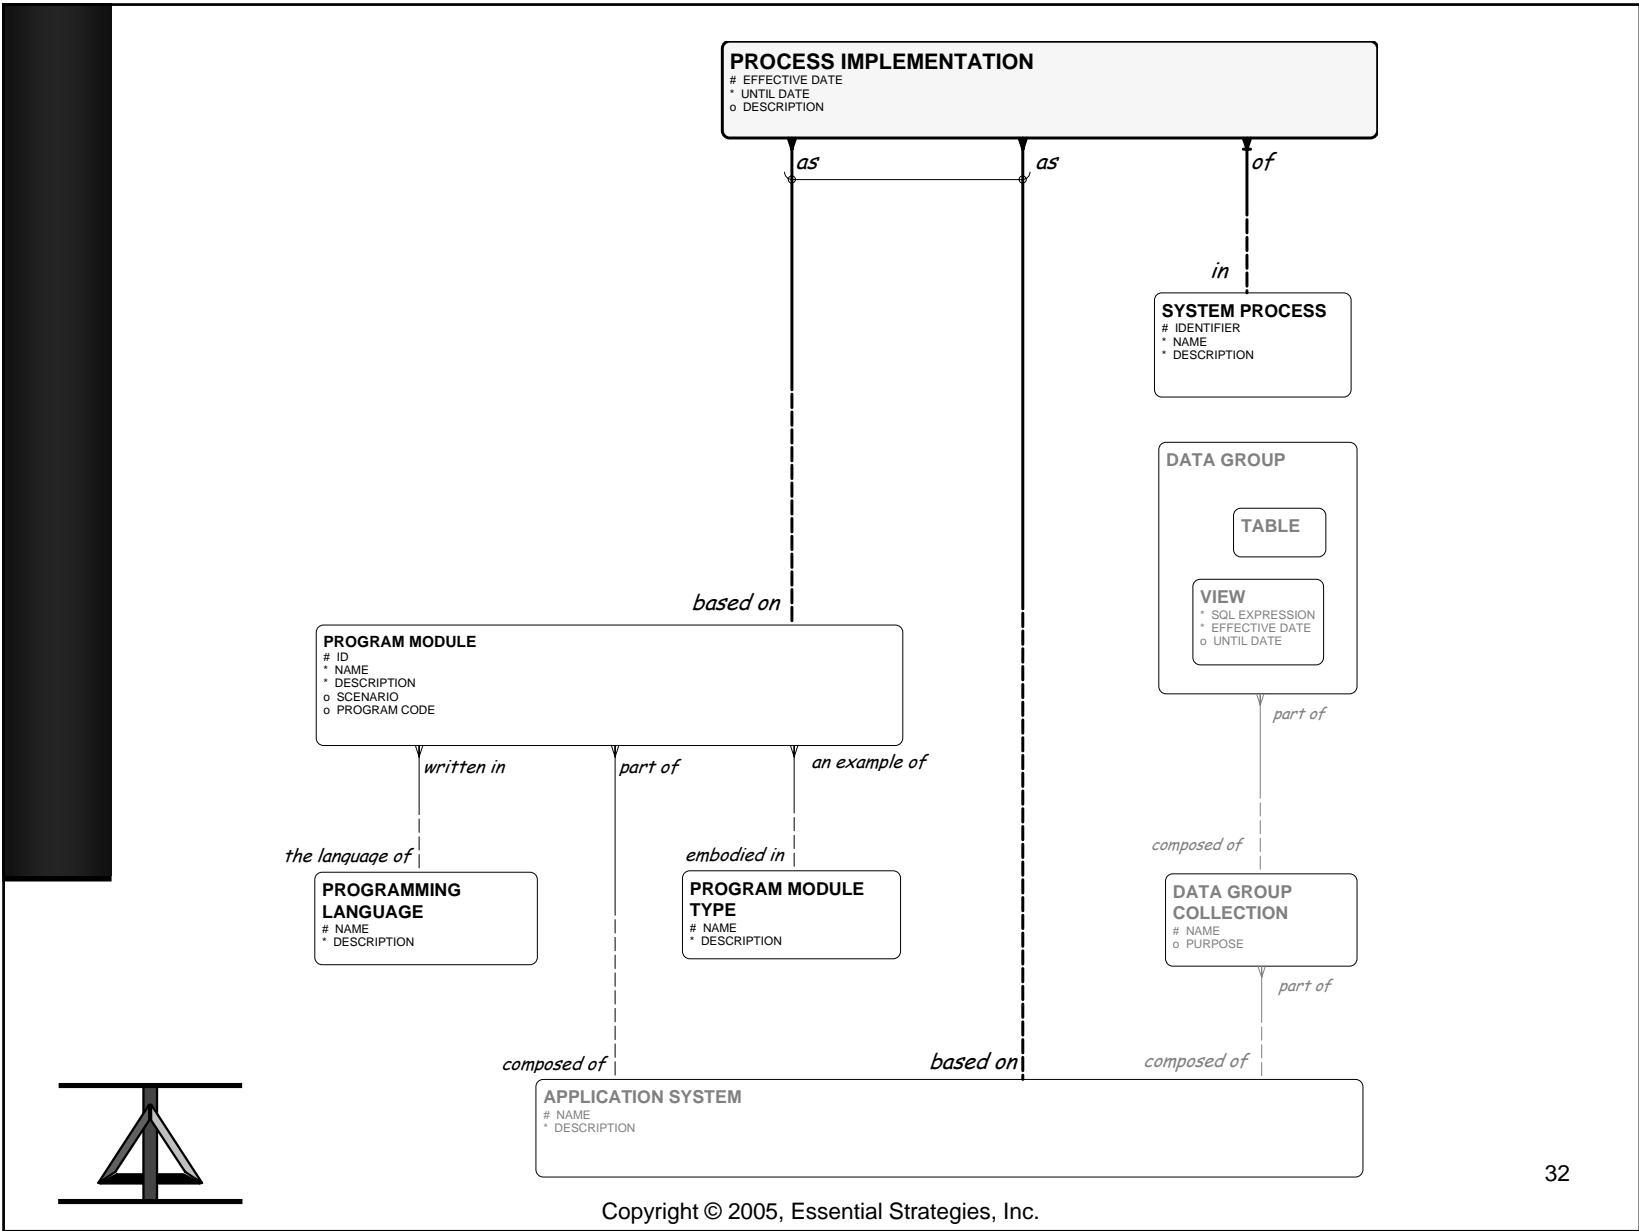 PROCESS IMPLEMENTATION
# EFFECTIVE DATE
* UNTIL DATE
o DESCRIPTION
as
as
of
in
SYSTEM PROCESS
# IDENTIFIER
* NAME
* DESCRIPTION
DATA GROUP
TABLE
VIEW
* SQL EXPRESSION
* EFFECTIVE DATE
o UNTIL DATE
based on
PROGRAM MODULE
# ID
* NAME
* DESCRIPTION
o SCENARIO
o PROGRAM CODE
part of
written in
part of
an example of
the language of
embodied in
composed of
PROGRAMMING
LANGUAGE
# NAME
* DESCRIPTION
PROGRAM MODULE
TYPE
# NAME
* DESCRIPTION
DATA GROUP
COLLECTION
# NAME
o PURPOSE
part of
composed of
based on
composed of
APPLICATION SYSTEM
# NAME
* DESCRIPTION
32
Copyright © 2005, Essential Strategies, Inc.